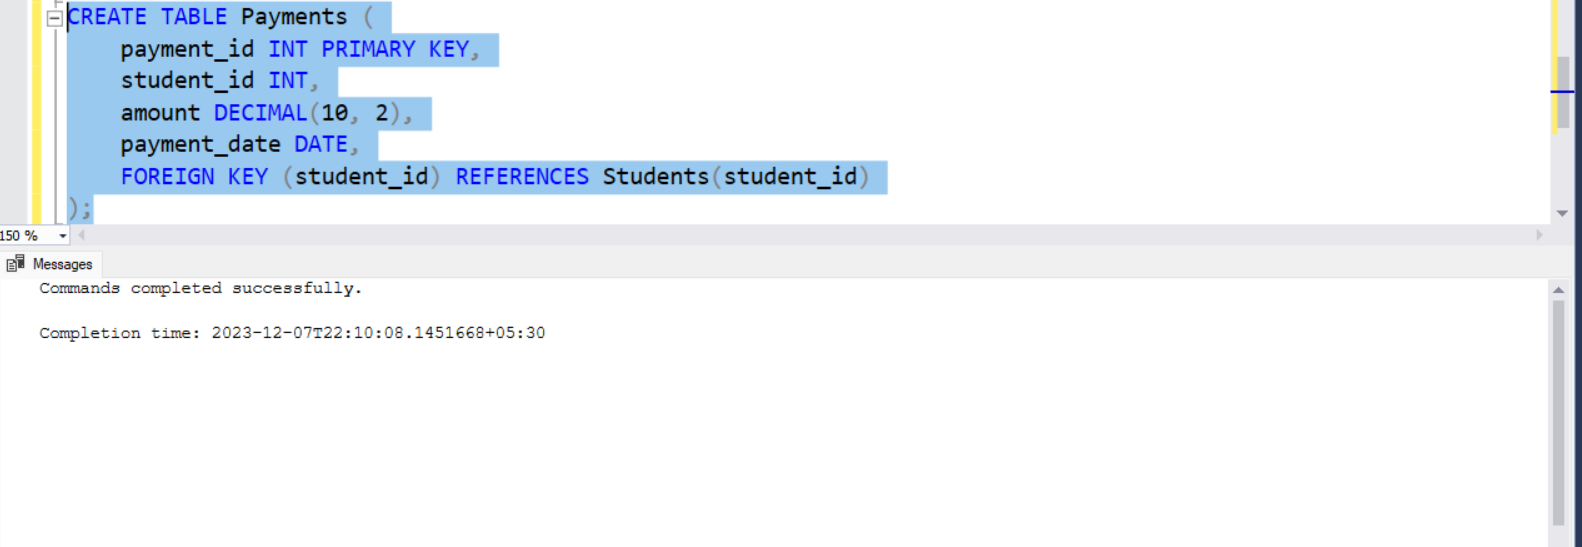 CREATE TABLE Payments (
payment_id INT PRIMARY KEY,
student_id INT,
amount DECIMAL(10, 2),
payment_date DATE,
FOREIGN KEY (student_id) REFERENCES Students(student_id)
);
150 %
Messages
Commands completed successfully.
Completion time: 2023-12-07T22:10:08.1451668+05:30